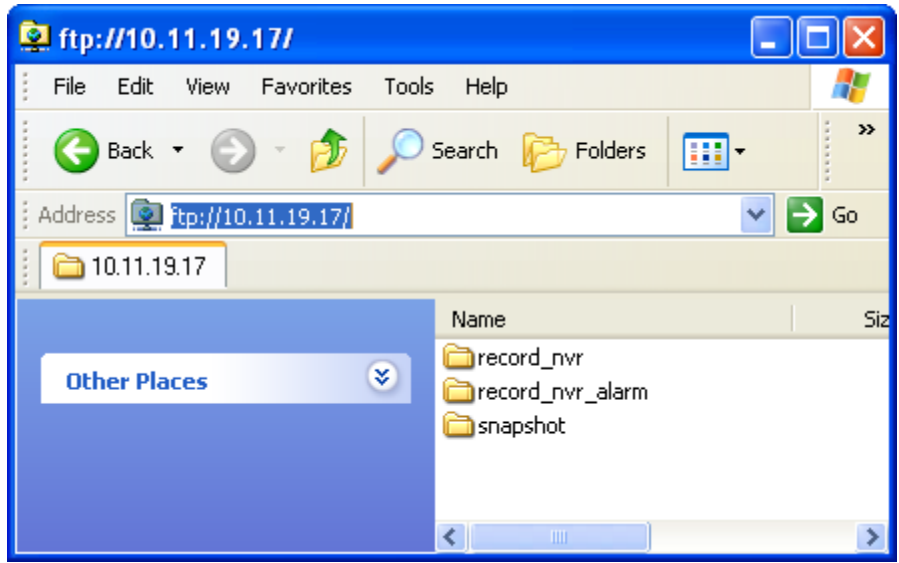 ftp://10.11.19.17/
File Edit View Favorites Tools Help
Back Search Folders »
Address ftp://10.11.19.17/ Go
10.11.19.17
Name Siz
Other Places
record_nvr
record_nvr_alarm
snapshot